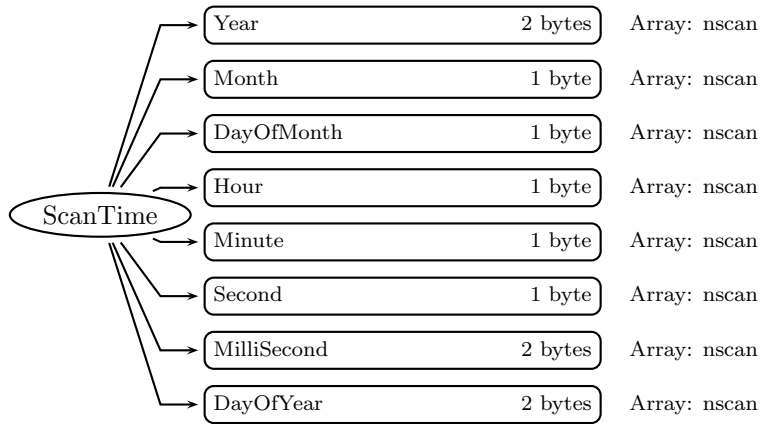 Year 2 bytes Array: nscan
Month 1 byte Array: nscan
DayOfMonth 1 byte Array: nscan
Hour 1 byte Array: nscan
ScanTime
Minute 1 byte Array: nscan
Second 1 byte Array: nscan
MilliSecond 2 bytes Array: nscan
DayOfYear 2 bytes Array: nscan